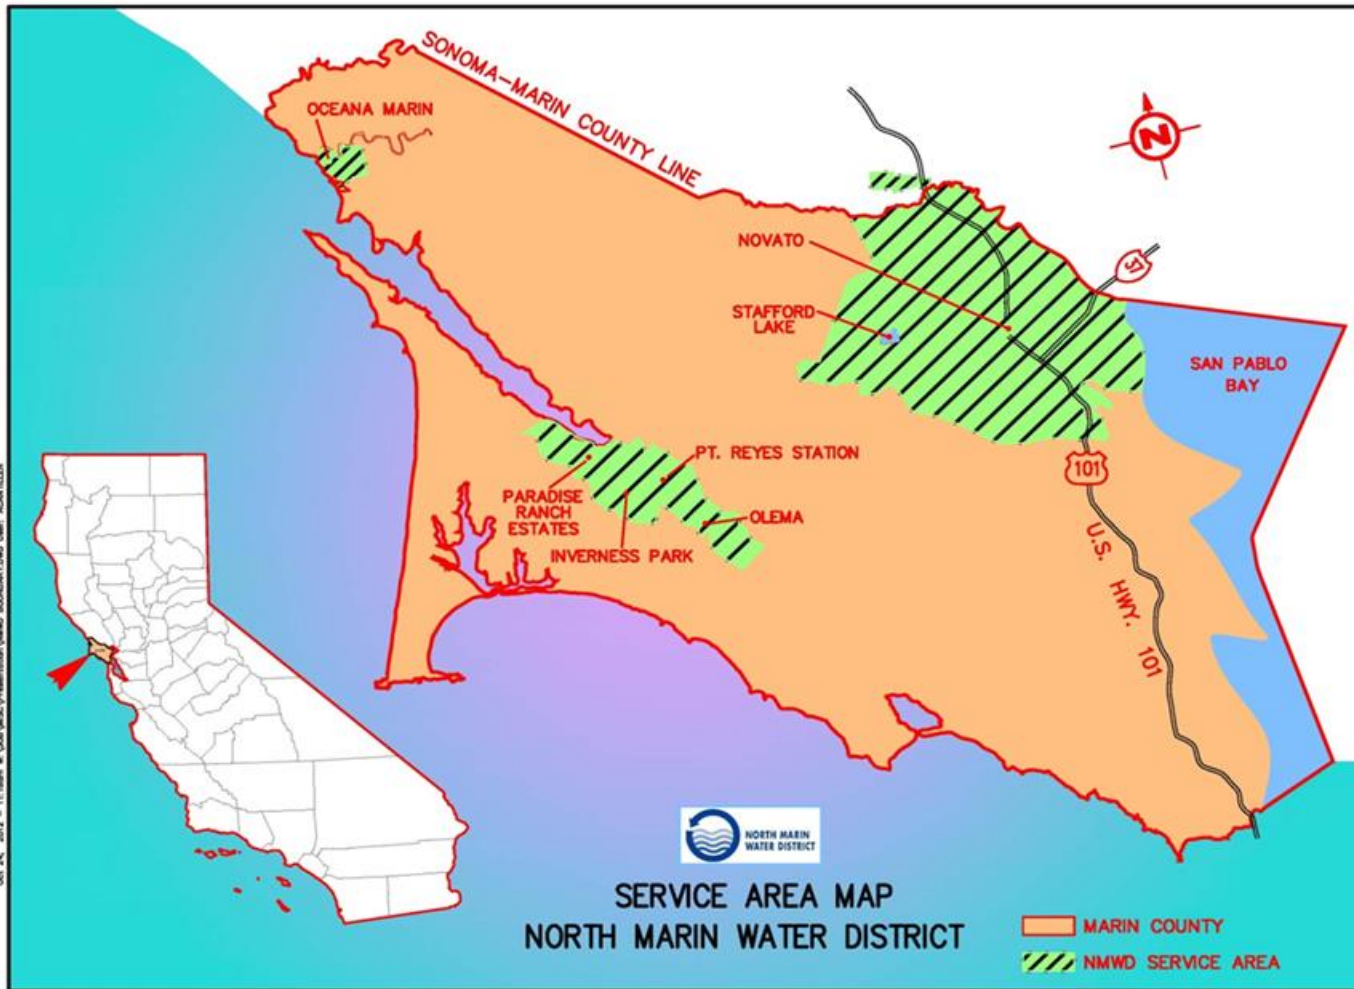 SONOMA-MARIN COUNTY LINE
OCEANA MARIN
N
NOVATO
37
STAFFORD
LAKE
SAN PABLO
BAY
PT. REYES STATION
101
PARADISE
RANCH
ESTATES
OLEMA
INVERNESS PARK
U.S. HWY. 101
NORTH MARIN
WATER DISTRICT
SERVICE AREA MAP
NORTH MARIN WATER DISTRICT
MARIN COUNTY
NMWD SERVICE AREA